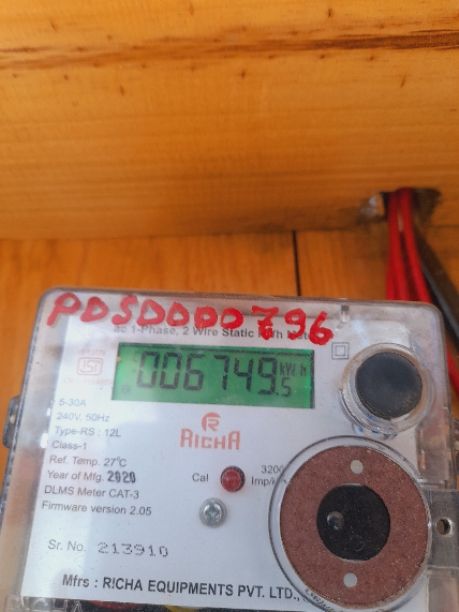 PDSD000796
ac 1-Phase, 2 Wire Static
ISI
006749.5 kWh
5-30A
240V. 50Hz
Type-RS : 12L
Class-1
Ref. Temp. 27°C
Year of Mfg. 2020
DLMS Meter CAT-3
Firmware version 2.05
R
RICHA
Cal
3200
Imp/
Sr. No. 213910
Mfrs : RICHA EQUIPMENTS PVT. LTD.,